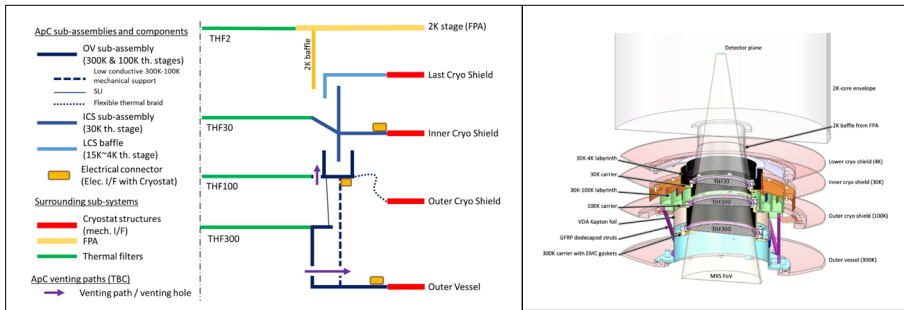 ApC sub-assemblies and components
OV sub-assembly
(300K & 100K th. stages)
Low conductive 300K-100K
mechanical support
SLI
Flexible thermal braid
ICS sub-assembly
(30K th. stage)
LCS baffle
(15K~4K th. stage)
Electrical connector
(Elec. I/F with Cryostat)
Surrounding sub-systems
Cryostat structures
(mech. I/F)
FPA
Thermal filters
ApC venting paths (TBC)
Venting path / venting hole
THF2
2K stage (FPA)
2K baffle
Last Cryo Shield
THF30
Inner Cryo Shield
THF100
Outer Cryo Shield
THF300
Outer Vessel
Detector plane
2K-core envelope
2K baffle from FPA
30K-4K labyrinth
Lower cryo shield (4K)
30K carrier
THF30
Inner cryo shield (30K)
30K-100K labyrinth
100K carrier
THF100
Outer cryo shield (100K)
VDA Kapton foil
THF300
GFRP dodecapod struts
300K carrier with EMC gaskets
Outer vessel (300K)
MXS FoV